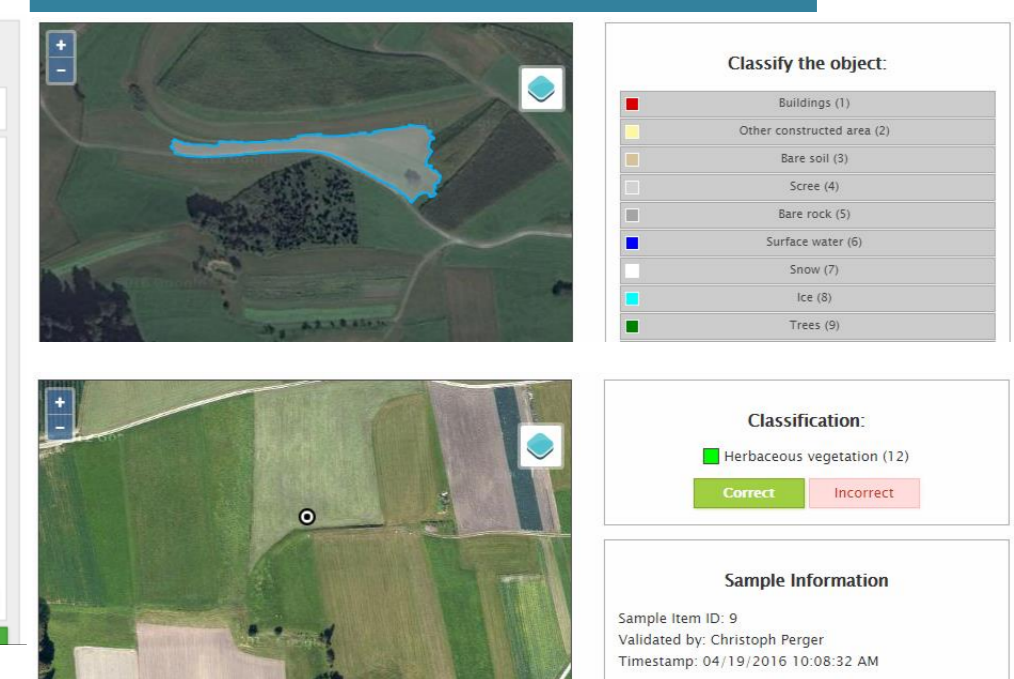 +
−
Classify the object:
Buildings (1)
Other constructed area (2)
Bare soil (3)
Scree (4)
Bare rock (5)
Surface water (6)
Snow (7)
Ice (8)
Trees (9)
+
−
Classification:
Herbaceous vegetation (12)
Correct
Incorrect
Sample Information
Sample Item ID: 9
Validated by: Christoph Perger
Timestamp: 04/19/2016 10:08:32 AM